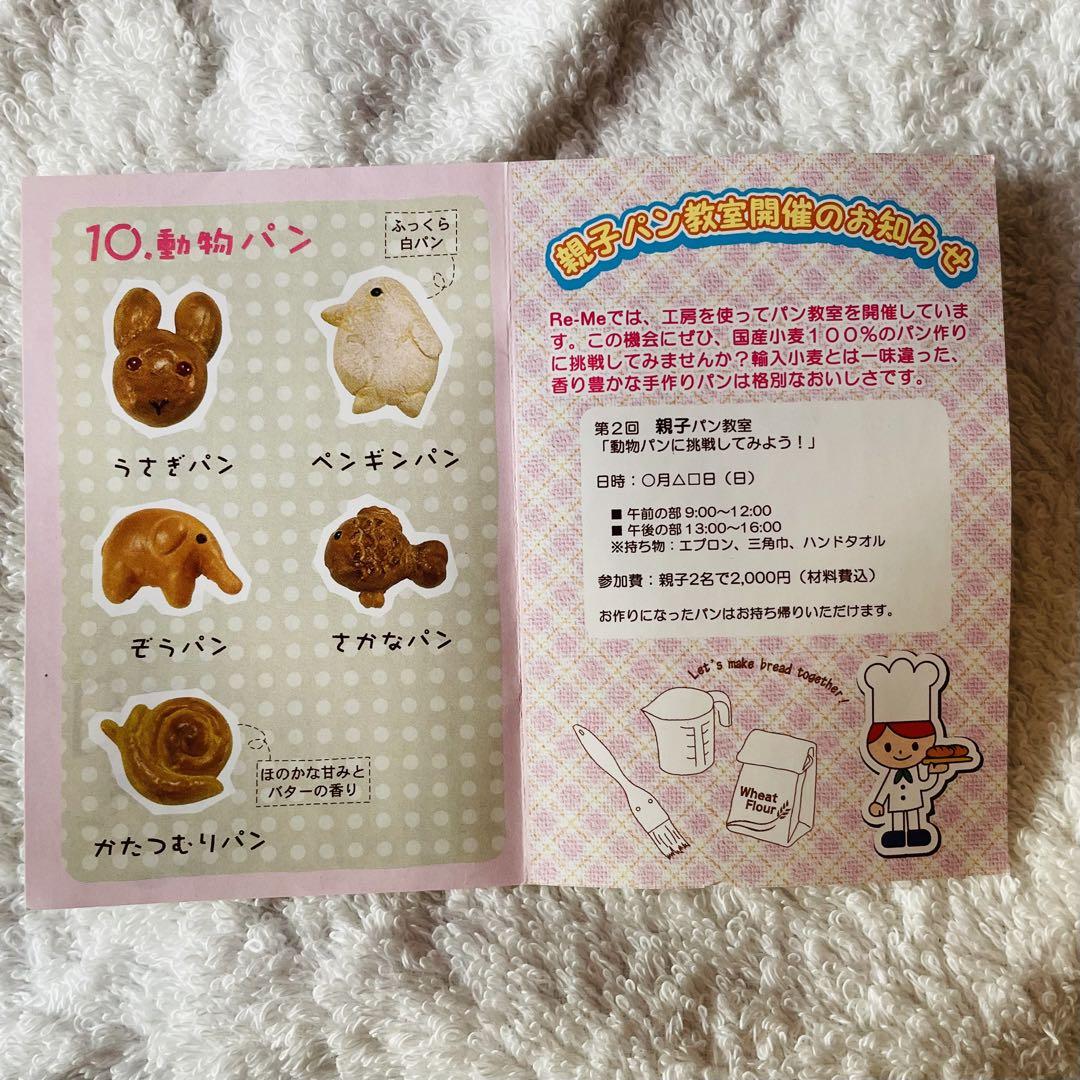 10.動物パン
ふっくら
白パン
うさぎパン
ペンギンパン
ぞうパン
さかなパン
ほのかな甘みと
バターの香り
かたつむりパン
親子パン教室開催のお知らせ
Re-Meでは、工房を使ってパン教室を開催していま
す。この機会にぜひ、国産小麦１００％のパン作り
に挑戦してみませんか？輸入小麦とは一味違った、
香り豊かな手作りパンは格別なおいしさです。
第２回　親子パン教室
「動物パンに挑戦してみよう！」
日時：○月△□日（日）
■ 午前の部 9:00〜12:00
■ 午後の部 13:00〜16:00
※持ち物：エプロン、三角巾、ハンドタオル
参加費：親子2名で2,000円（材料費込）
お作りになったパンはお持ち帰りいただけます。
Let's make bread together!
Wheat
Flour